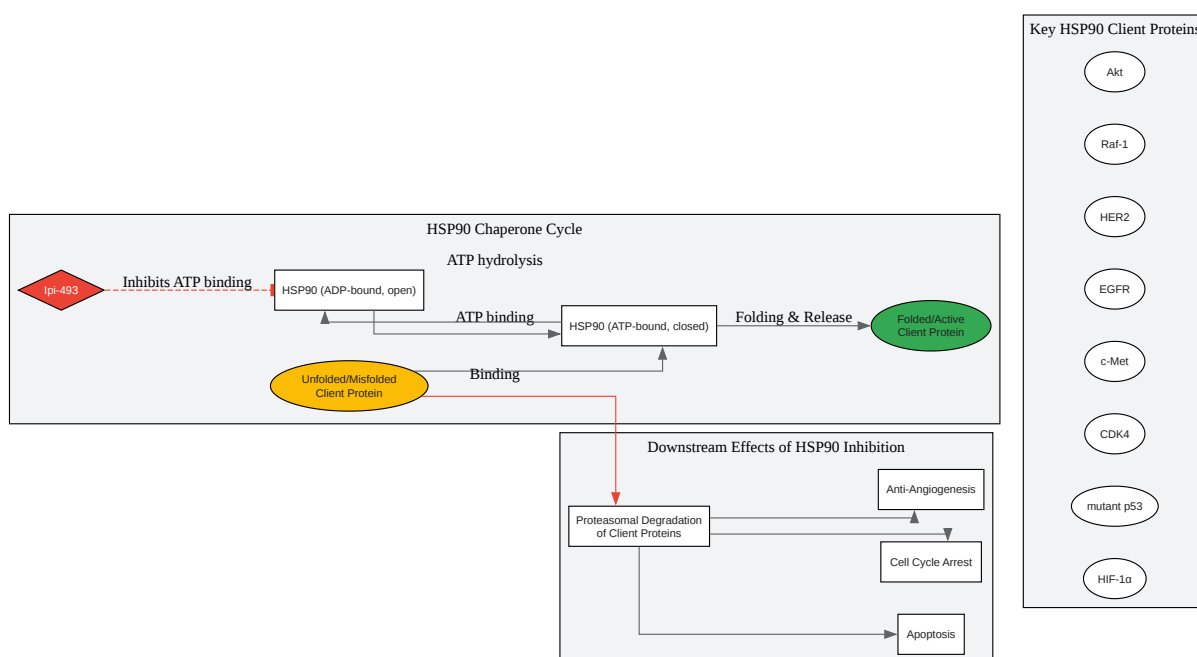 Key HSP90 Client Proteins
Akt
Raf-1
HER2
EGFR
c-Met
CDK4
mutant p53
HIF-1α
HSP90 Chaperone Cycle
ATP hydrolysis
Ipi-493
Inhibits ATP binding
HSP90 (ADP-bound, open)
ATP binding
HSP90 (ATP-bound, closed)
Folding & Release
Folded/Active
Client Protein
Unfolded/Misfolded
Client Protein
Binding
Downstream Effects of HSP90 Inhibition
Anti-Angiogenesis
Proteasomal Degradation
of Client Proteins
Cell Cycle Arrest
Apoptosis